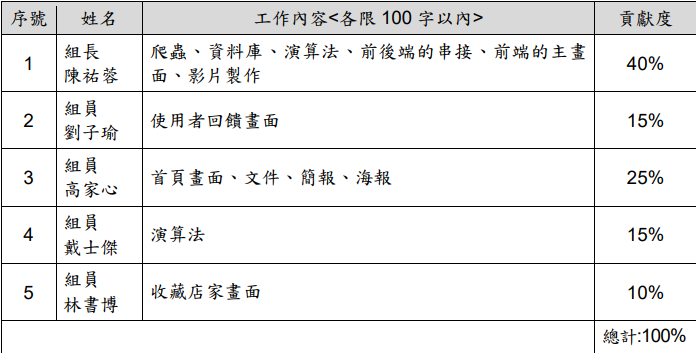 序號 姓名 工作內容<各限 100 字以內> 貢獻度
1 組長 陳祐蓉 爬蟲、資料庫、演算法、前後端的串接、前端的主畫 40%
面、影片製作
2 組員 劉子瑜 使用者回饋畫面 15%
3 組員 高家心 首頁畫面、文件、簡報、海報 25%
4 組員 戴士傑 演算法 15%
5 組員 林書博 收藏店家畫面 10%
總計:100%